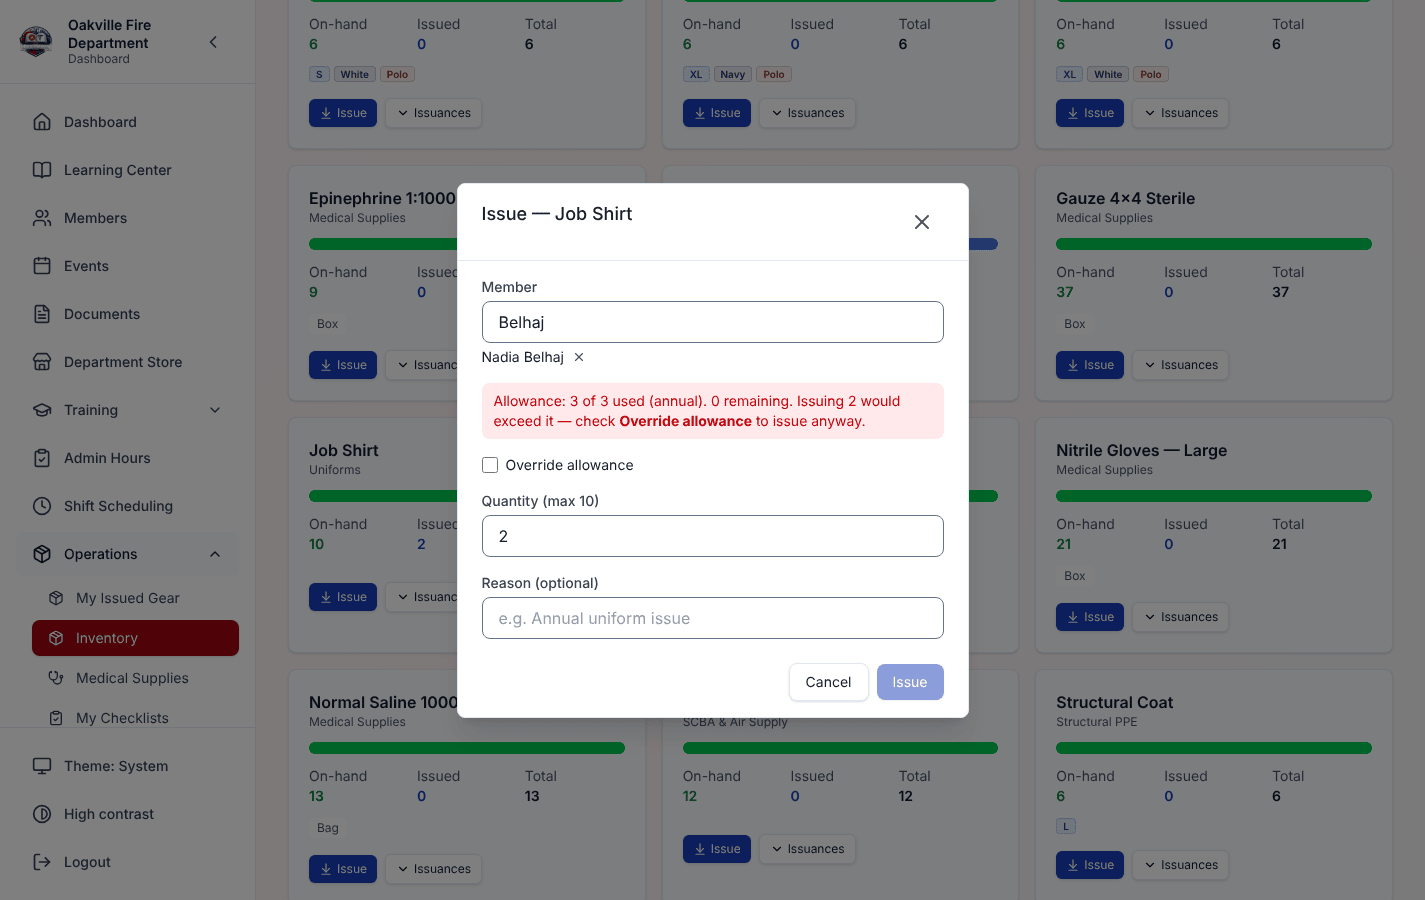 Oakville Fire
Department
Dashboard
Dashboard
Learning Center
Members
Events
Documents
Department Store
Training
Admin Hours
Shift Scheduling
Operations
My Issued Gear
Inventory
Medical Supplies
My Checklists
Theme: System
High contrast
Logout
On-hand Issued Total
6 0 6
S White Polo
Issue Issuances
On-hand Issued Total
6 0 6
XL Navy Polo
Issue Issuances
On-hand Issued Total
6 0 6
XL White Polo
Issue Issuances
Epinephrine 1:1000
Medical Supplies
On-hand Issued
9 0
Box
Issue
Gauze 4×4 Sterile
Medical Supplies
On-hand Issued Total
37 0 37
Box
Issue Issuances
Job Shirt
Uniforms
On-hand Issued
10 2
Issue
Nitrile Gloves — Large
Medical Supplies
On-hand Issued Total
21 0 21
Box
Issue Issuances
Normal Saline 1000
Medical Supplies
On-hand Issued Total
13 0 13
Bag
Issue Issuances
SCBA & Air Supply
On-hand Issued Total
12 0 12
Issue Issuances
Structural Coat
Structural PPE
On-hand Issued Total
6 0 6
L
Issue Issuances
Issue — Job Shirt
Member
Belhaj
Nadia Belhaj
Allowance: 3 of 3 used (annual). 0 remaining. Issuing 2 would
exceed it — check Override allowance to issue anyway.
Override allowance
Quantity (max 10)
2
Reason (optional)
e.g. Annual uniform issue
Cancel Issue